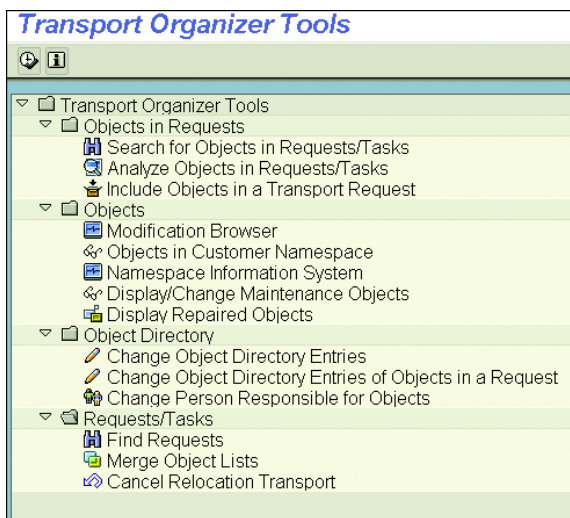 Transport Organizer Tools
Transport Organizer Tools
Objects in Requests
Search for Objects in Requests/Tasks
Analyze Objects in Requests/Tasks
Include Objects in a Transport Request
Objects
Modification Browser
Objects in Customer Namespace
Namespace Information System
Display/Change Maintenance Objects
Display Repaired Objects
Object Directory
Change Object Directory Entries
Change Object Directory Entries of Objects in a Request
Change Person Responsible for Objects
Requests/Tasks
Find Requests
Merge Object Lists
Cancel Relocation Transport